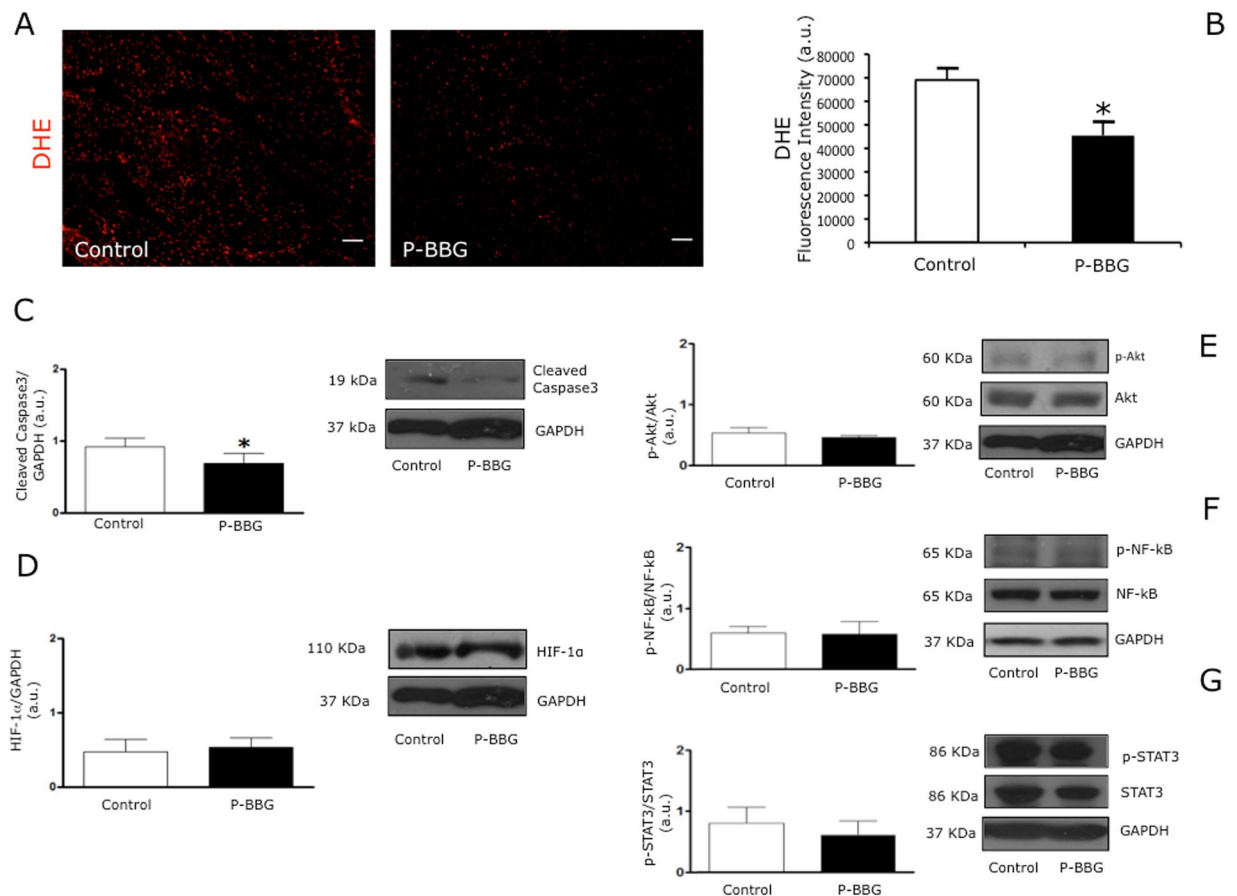 A
DHE
Control
P-BBG
B
DHE
Fluorescence Intensity (a.u.)
80000
70000
60000
50000
40000
30000
20000
10000
0
*
Control
P-BBG
C
Cleaved Caspase3/
GAPDH (a.u.)
2
1
0
*
Control
P-BBG
19 kDa
Cleaved
Caspase3
37 kDa
GAPDH
Control
P-BBG
D
HIF-1α/GAPDH
(a.u.)
2
1
0
Control
P-BBG
110 KDa
HIF-1α
37 KDa
GAPDH
Control
P-BBG
E
p-Akt/Akt
(a.u.)
2
1
0
Control
P-BBG
60 KDa
p-Akt
60 KDa
Akt
37 KDa
GAPDH
Control
P-BBG
F
p-NF-kB/NF-kB
(a.u.)
2
1
0
Control
P-BBG
65 KDa
p-NF-kB
65 KDa
NF-kB
37 KDa
GAPDH
Control
P-BBG
G
p-STAT3/STAT3
(a.u.)
2
1
0
Control
P-BBG
86 KDa
p-STAT3
86 KDa
STAT3
37 KDa
GAPDH
Control
P-BBG